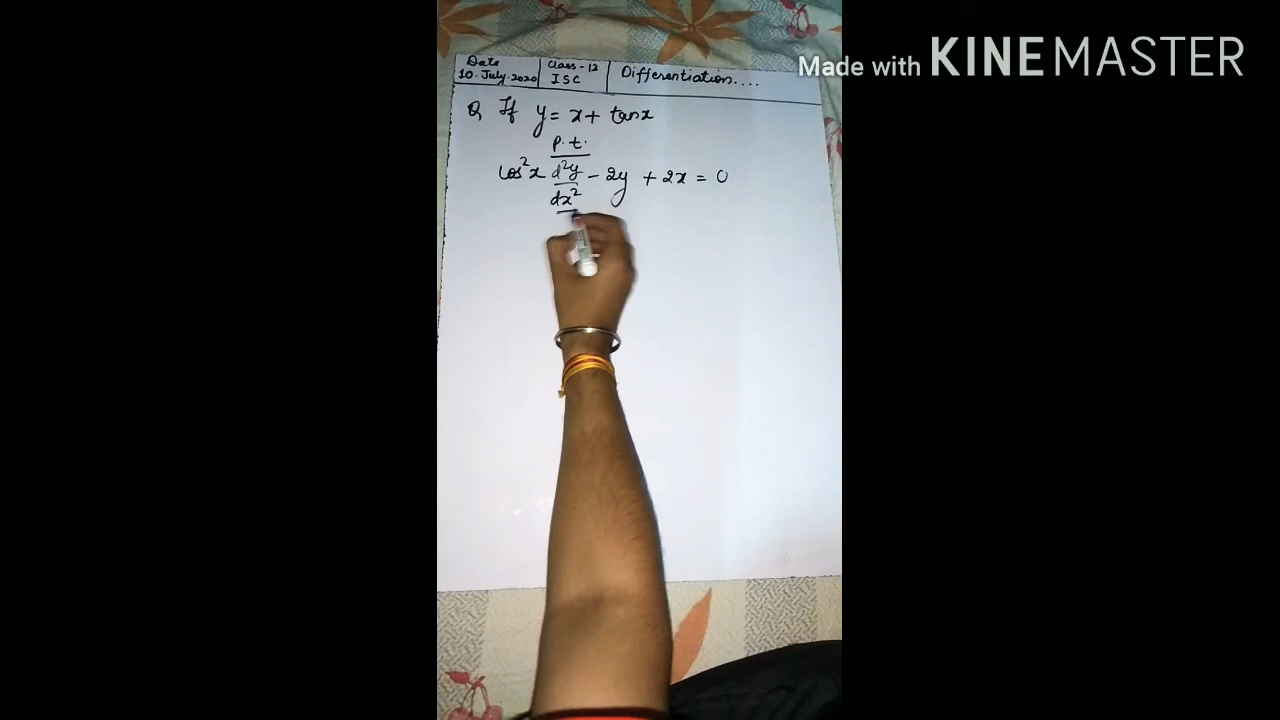 Made with KINEMASTER
Date
10-July-2020
Class-12
ISC
Differentiation....
Q If y = x + tanx
p.t.
cos²x d²y/dx² - 2y + 2x = 0